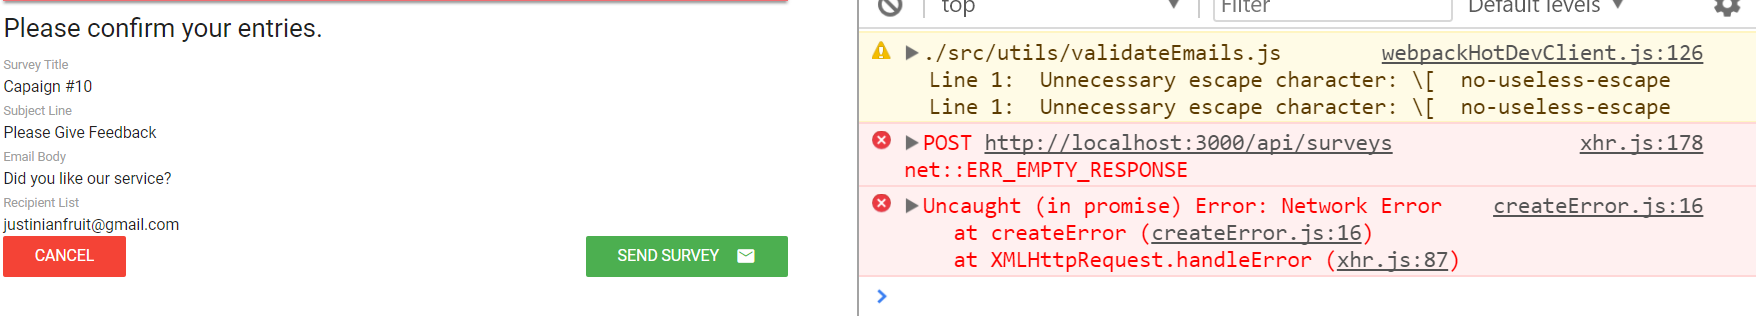 Please confirm your entries.
Survey Title
Capaign #10
Subject Line
Please Give Feedback
Email Body
Did you like our service?
Recipient List
justinianfruit@gmail.com
CANCEL
SEND SURVEY
top
Filter
Default levels
./src/utils/validateEmails.js webpackHotDevClient.js:126
Line 1: Unnecessary escape character: \[ no-useless-escape
Line 1: Unnecessary escape character: \[ no-useless-escape
POST http://localhost:3000/api/surveys xhr.js:178
net::ERR_EMPTY_RESPONSE
Uncaught (in promise) Error: Network Error createError.js:16
at createError (createError.js:16)
at XMLHttpRequest.handleError (xhr.js:87)